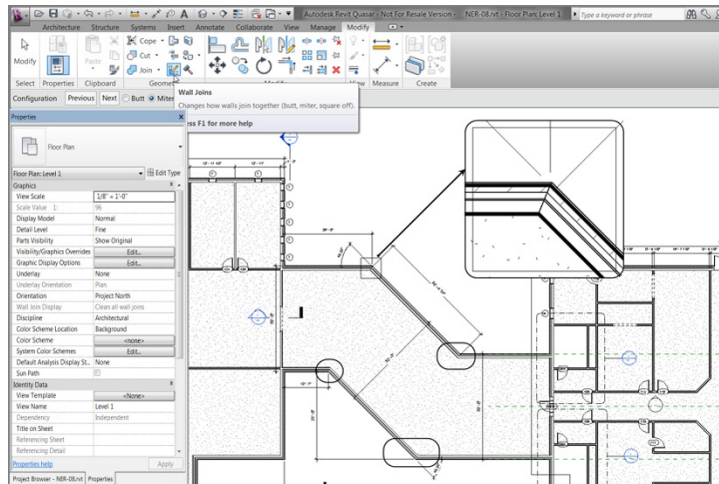 Autodesk Revit Quasar - Not For Resale Version - NER-08.rvt - Floor Plan: Level 1
Type a keyword or phrase
Architecture Structure Systems Insert Annotate Collaborate View Manage Modify
Cope
Cut
Join
Modify
Paste
Select Properties Clipboard Geom
View Measure Create
Configuration Previous Next Butt Miter
Wall Joins
Changes how walls join together (butt, miter, square off).
ss F1 for more help
Properties
Floor Plan
Floor Plan: Level 1 Edit Type
Graphics
View Scale 1/8" = 1'-0"
Scale Value 1: 96
Display Model Normal
Detail Level Fine
Parts Visibility Show Original
Visibility/Graphics Overrides Edit...
Graphic Display Options Edit...
Underlay None
Underlay Orientation Plan
Orientation Project North
Wall Join Display Clean all wall joins
Discipline Architectural
Color Scheme Location Background
Color Scheme <none>
System Color Schemes Edit...
Default Analysis Display St... None
Sun Path
Identity Data
View Template <None>
View Name Level 1
Dependency Independent
Title on Sheet
Referencing Sheet
Referencing Detail
Properties help Apply
Project Browser - NER-08.rvt Properties